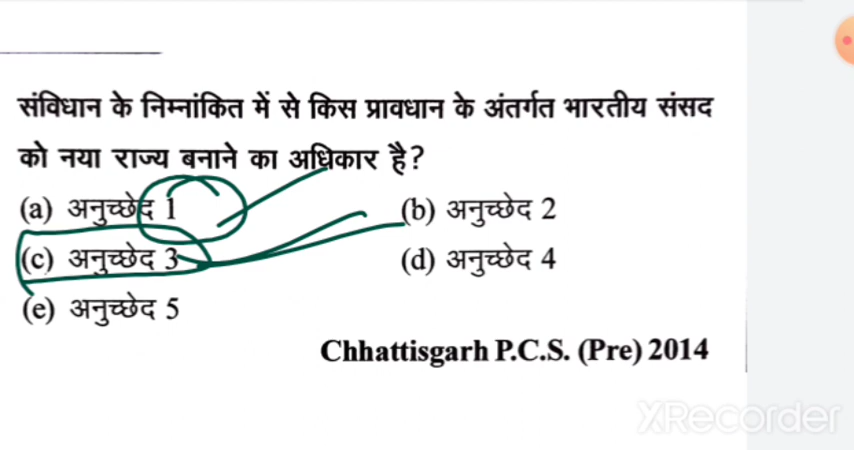 संविधान के निम्नांकित में से किस प्रावधान के अंतर्गत भारतीय संसद
को नया राज्य बनाने का अधिकार है?
(a) अनुच्छेद 1 (b) अनुच्छेद 2
(c) अनुच्छेद 3 (d) अनुच्छेद 4
(e) अनुच्छेद 5
Chhattisgarh P.C.S. (Pre) 2014
XRecorder